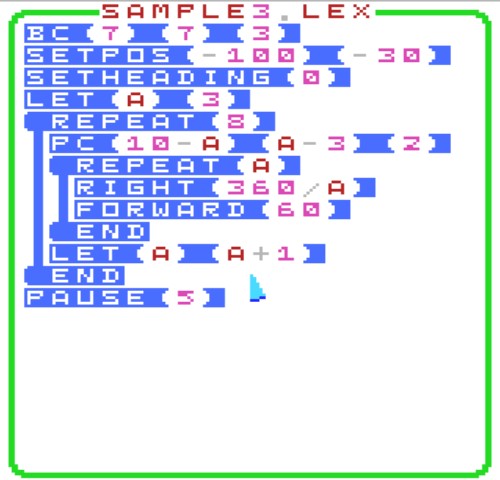 SAMPLE3.LEX
BC(7)(7)(3)
SETPOS(-100)(-30)
SETHEADING(0)
LET(A)(3)
REPEAT(8)
PC(10-A)(A-3)(2)
REPEAT(A)
RIGHT(360/A)
FORWARD(60)
END
LET(A)(A+1)
END
PAUSE(5)